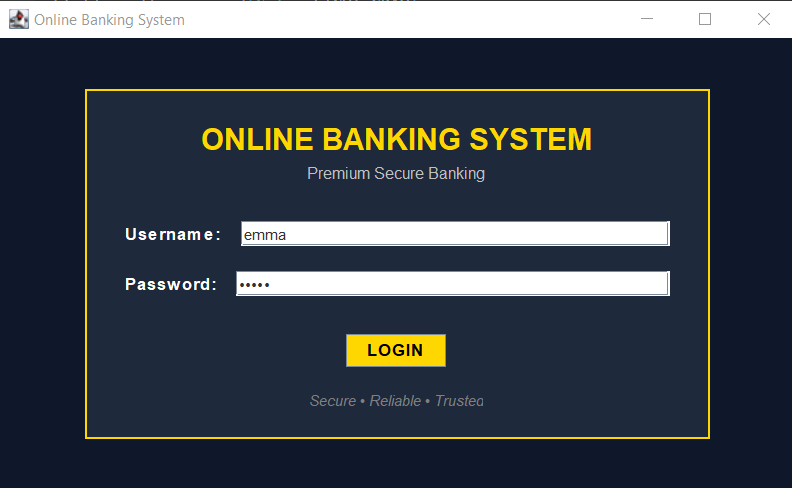 Online Banking System
ONLINE BANKING SYSTEM
Premium Secure Banking
Username: emma
Password: •••••
LOGIN
Secure • Reliable • Trusted